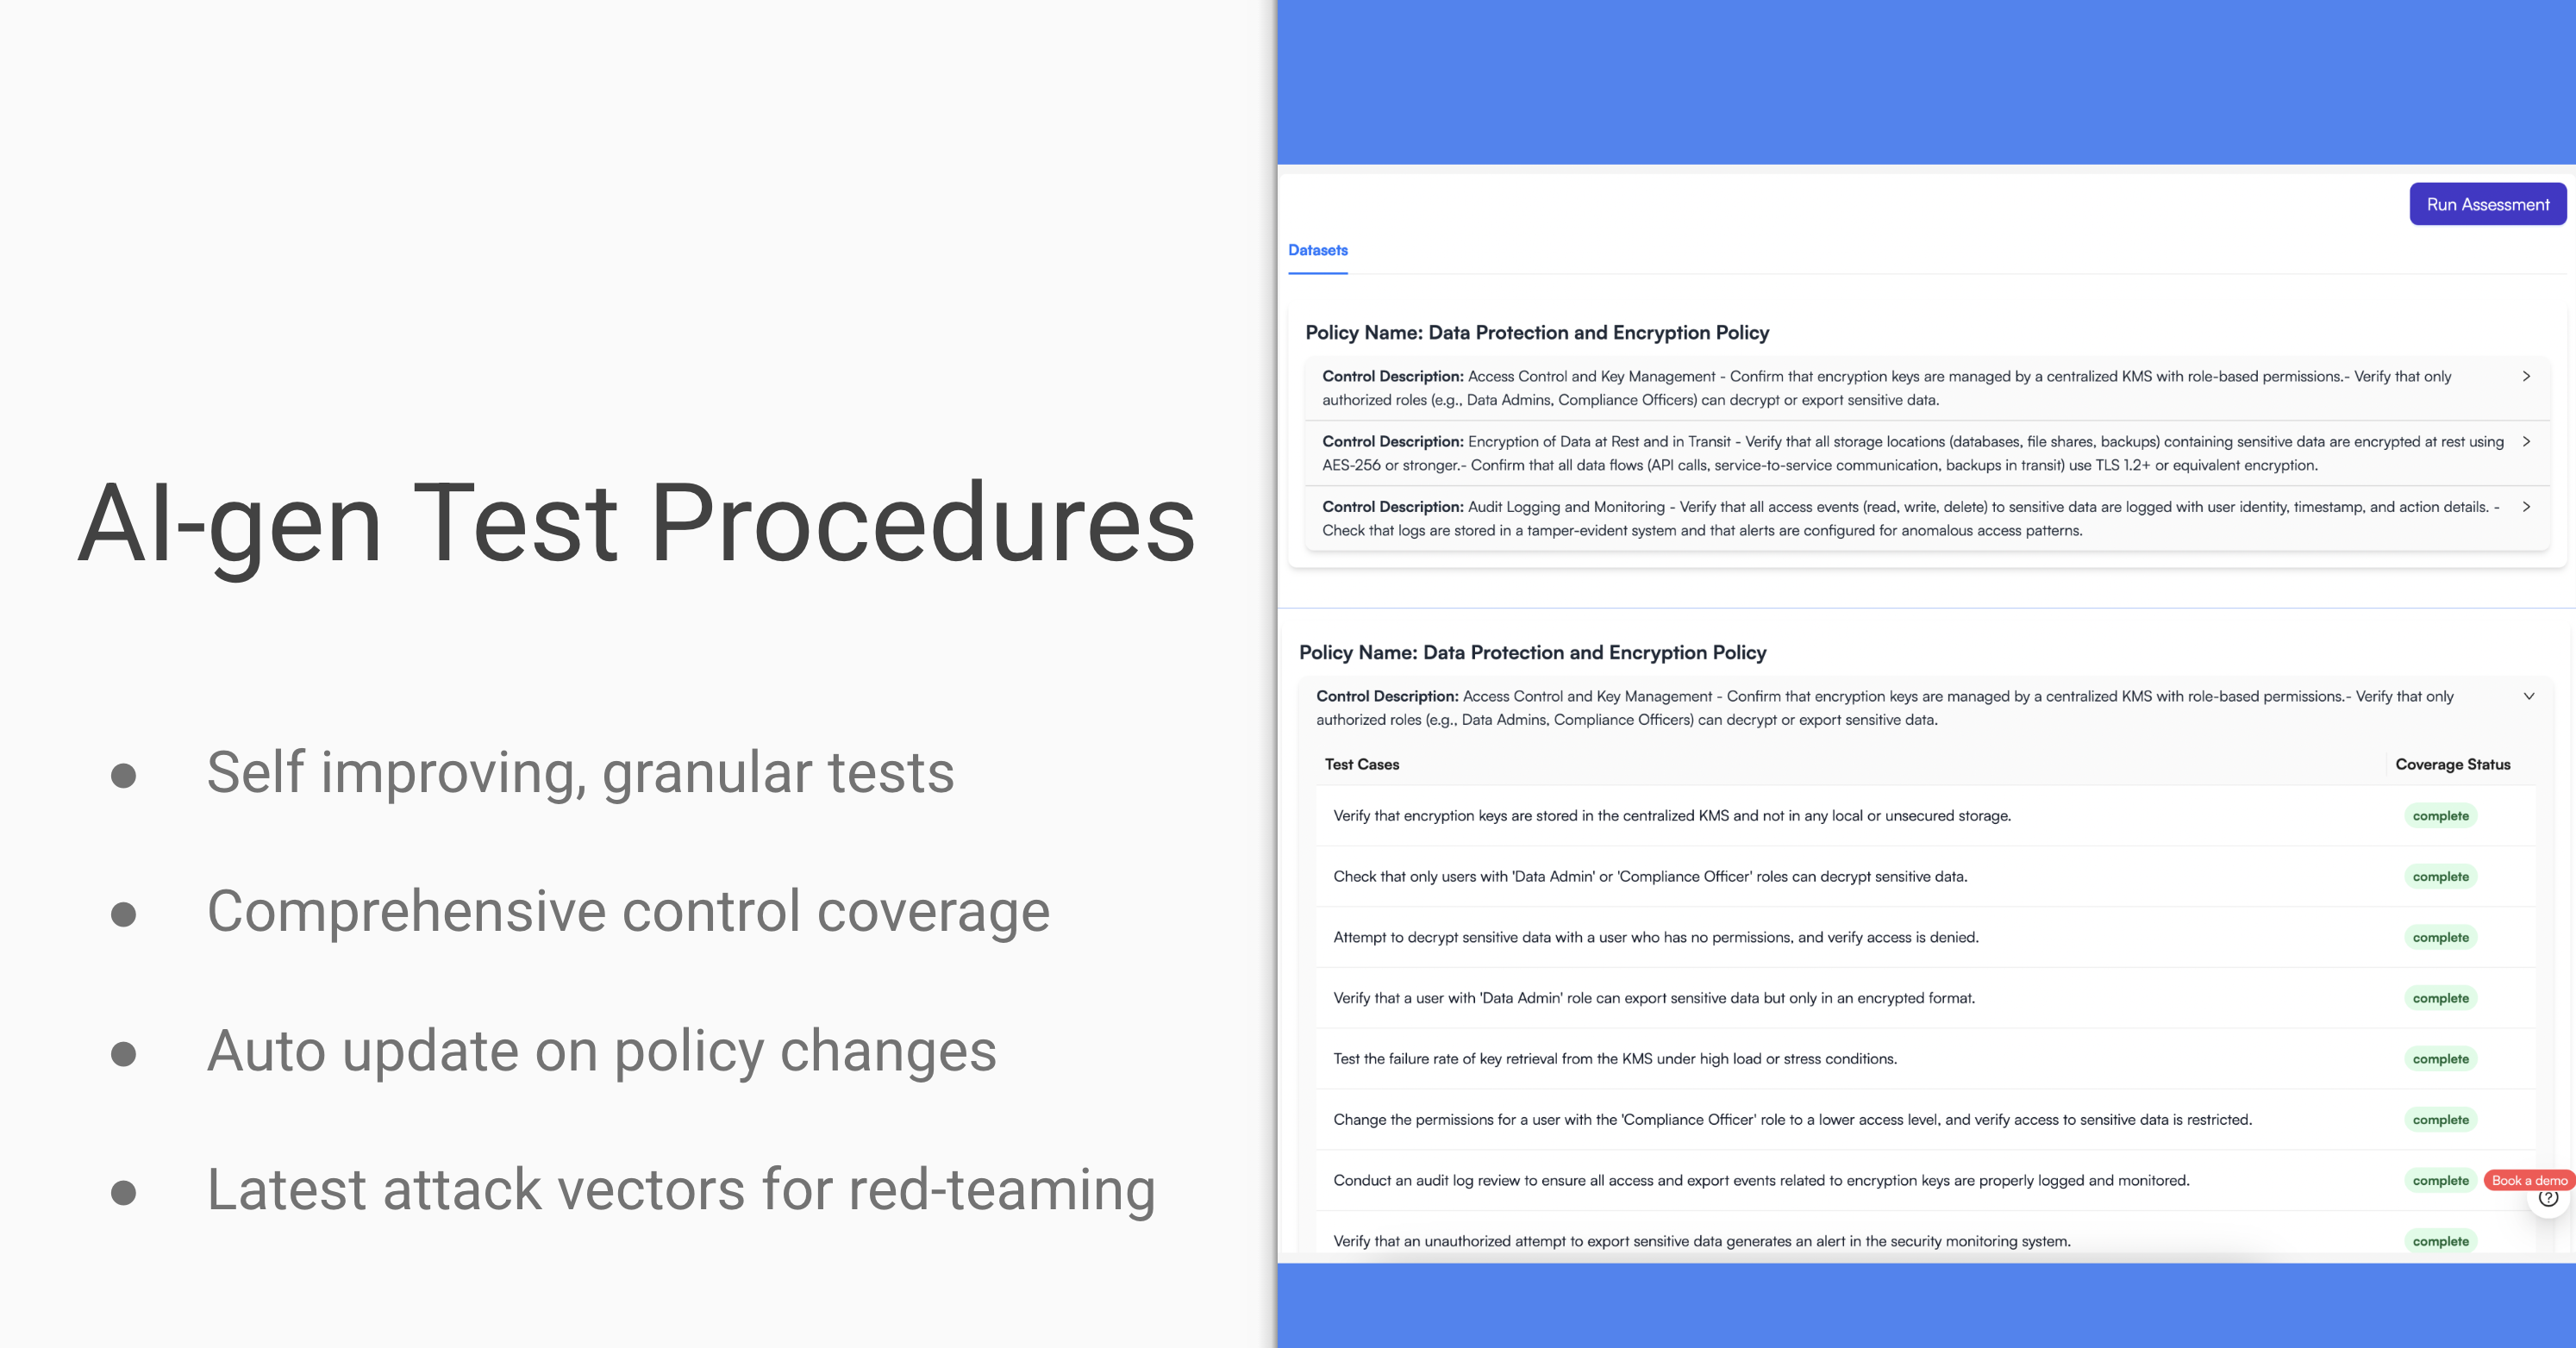 AI-gen Test Procedures
● Self improving, granular tests
● Comprehensive control coverage
● Auto update on policy changes
● Latest attack vectors for red-teaming
Run Assessment
Datasets
Policy Name: Data Protection and Encryption Policy
Control Description: Access Control and Key Management - Confirm that encryption keys are managed by a centralized KMS with role-based permissions.- Verify that only
authorized roles (e.g., Data Admins, Compliance Officers) can decrypt or export sensitive data.
Control Description: Encryption of Data at Rest and in Transit - Verify that all storage locations (databases, file shares, backups) containing sensitive data are encrypted at rest using
AES-256 or stronger.- Confirm that all data flows (API calls, service-to-service communication, backups in transit) use TLS 1.2+ or equivalent encryption.
Control Description: Audit Logging and Monitoring - Verify that all access events (read, write, delete) to sensitive data are logged with user identity, timestamp, and action details. -
Check that logs are stored in a tamper-evident system and that alerts are configured for anomalous access patterns.
Policy Name: Data Protection and Encryption Policy
Control Description: Access Control and Key Management - Confirm that encryption keys are managed by a centralized KMS with role-based permissions.- Verify that only
authorized roles (e.g., Data Admins, Compliance Officers) can decrypt or export sensitive data.
Test Cases Coverage Status
Verify that encryption keys are stored in the centralized KMS and not in any local or unsecured storage. complete
Check that only users with 'Data Admin' or 'Compliance Officer' roles can decrypt sensitive data. complete
Attempt to decrypt sensitive data with a user who has no permissions, and verify access is denied. complete
Verify that a user with 'Data Admin' role can export sensitive data but only in an encrypted format. complete
Test the failure rate of key retrieval from the KMS under high load or stress conditions. complete
Change the permissions for a user with the 'Compliance Officer' role to a lower access level, and verify access to sensitive data is restricted. complete
Conduct an audit log review to ensure all access and export events related to encryption keys are properly logged and monitored. complete Book a demo
Verify that an unauthorized attempt to export sensitive data generates an alert in the security monitoring system. complete